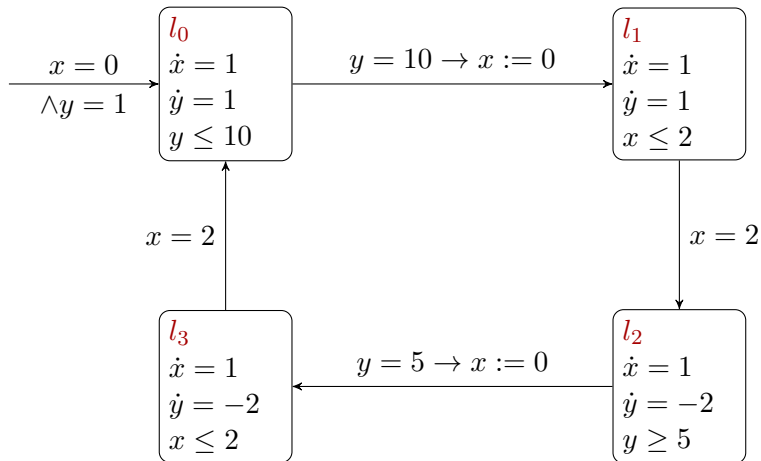 l₀
ẋ = 1
ẏ = 1
y ≤ 10
x = 0
∧y = 1
y = 10 → x := 0
l₁
ẋ = 1
ẏ = 1
x ≤ 2
x = 2
x = 2
l₃
ẋ = 1
ẏ = −2
x ≤ 2
y = 5 → x := 0
l₂
ẋ = 1
ẏ = −2
y ≥ 5